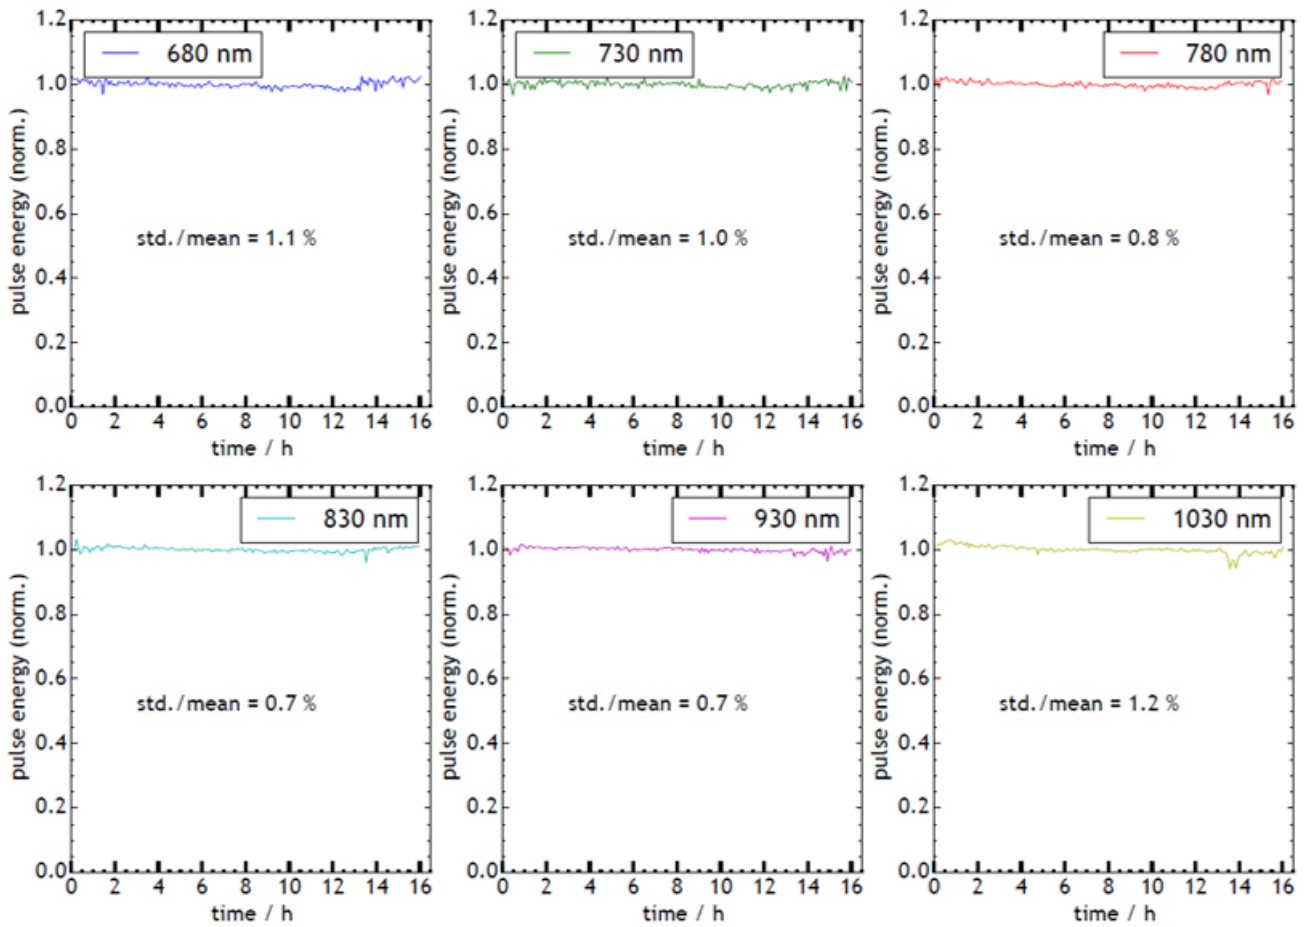 1.2
1.0
0.8
0.6
0.4
0.2
0.0
pulse energy (norm.)
680 nm
std./mean = 1.1 %
0 2 4 6 8 10 12 14 16
time / h
1.2
1.0
0.8
0.6
0.4
0.2
0.0
pulse energy (norm.)
730 nm
std./mean = 1.0 %
0 2 4 6 8 10 12 14 16
time / h
1.2
1.0
0.8
0.6
0.4
0.2
0.0
pulse energy (norm.)
780 nm
std./mean = 0.8 %
0 2 4 6 8 10 12 14 16
time / h
1.2
1.0
0.8
0.6
0.4
0.2
0.0
pulse energy (norm.)
830 nm
std./mean = 0.7 %
0 2 4 6 8 10 12 14 16
time / h
1.2
1.0
0.8
0.6
0.4
0.2
0.0
pulse energy (norm.)
930 nm
std./mean = 0.7 %
0 2 4 6 8 10 12 14 16
time / h
1.2
1.0
0.8
0.6
0.4
0.2
0.0
pulse energy (norm.)
1030 nm
std./mean = 1.2 %
0 2 4 6 8 10 12 14 16
time / h